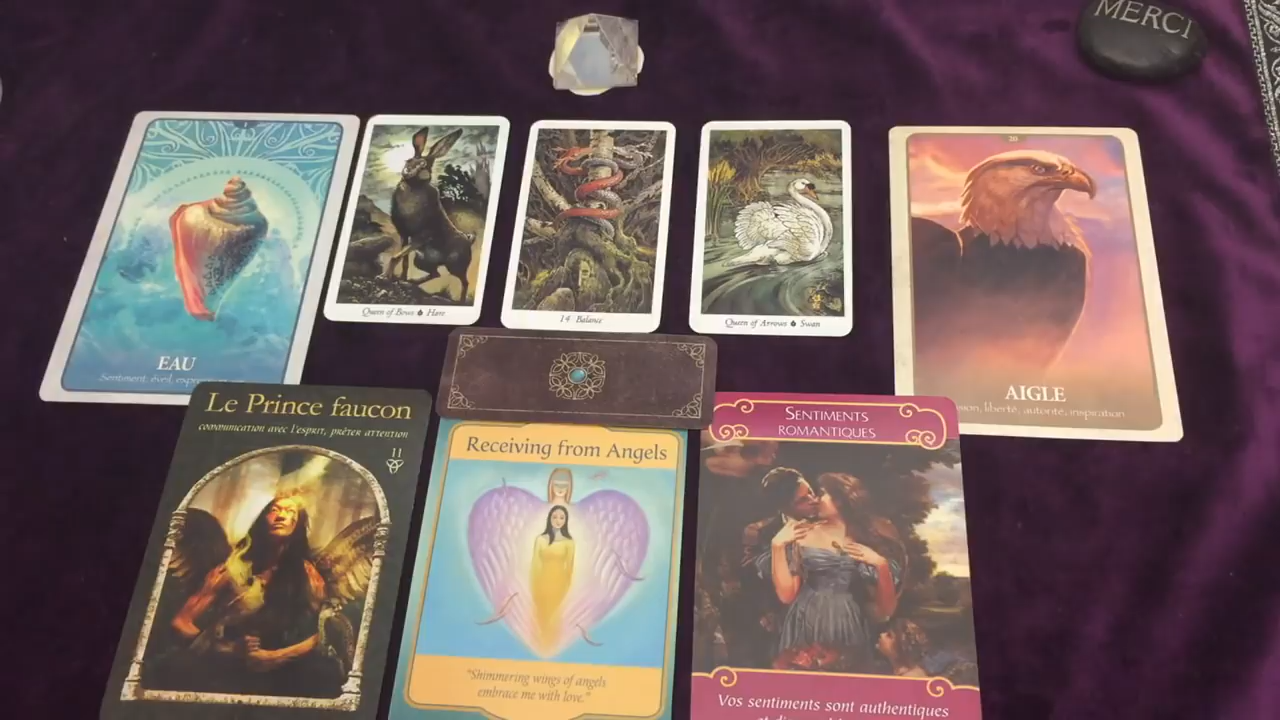 MERCI
EAU
Sentiment, éveil,
Queen of Bows Hare
14 Balance
Queen of Arrows Swan
20
AIGLE
liberté, autorité, inspiration
Le Prince faucon
communication avec l'esprit, prêter attention
11
Receiving from Angels
"Shimmering wings of angels
embrace me with love."
SENTIMENTS
ROMANTIQUES
Vos sentiments sont authentiques